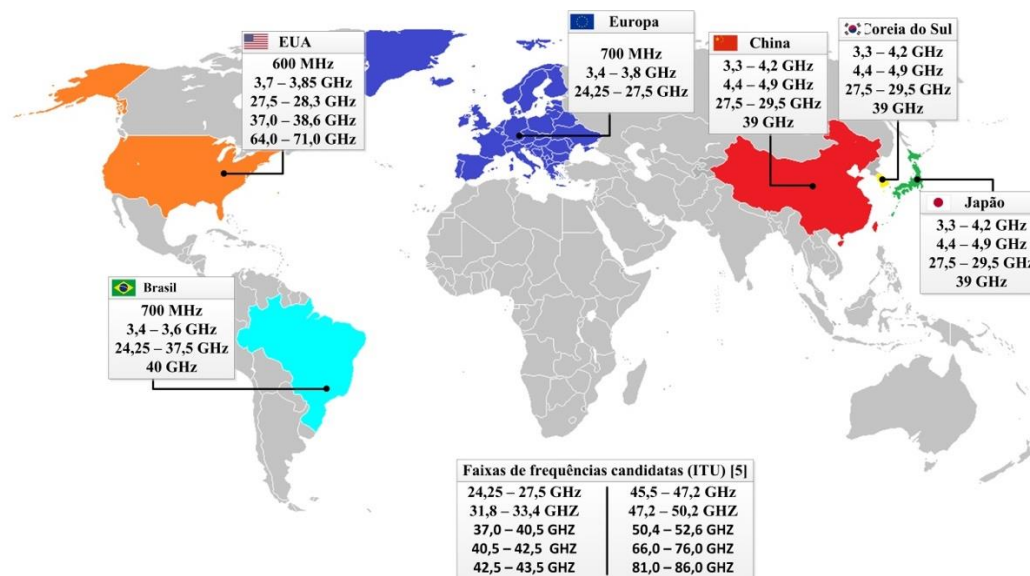 EUA
600 MHz
3,7 – 3,85 GHz
27,5 – 28,3 GHz
37,0 – 38,6 GHz
64,0 – 71,0 GHz
Europa
700 MHz
3,4 – 3,8 GHz
24,25 – 27,5 GHz
China
3,3 – 4,2 GHz
4,4 – 4,9 GHz
27,5 – 29,5 GHz
39 GHz
Coreia do Sul
3,3 – 4,2 GHz
4,4 – 4,9 GHz
27,5 – 29,5 GHz
39 GHz
Japão
3,3 – 4,2 GHz
4,4 – 4,9 GHz
27,5 – 29,5 GHz
39 GHz
Brasil
700 MHz
3,4 – 3,6 GHz
24,25 – 37,5 GHz
40 GHz
Faixas de frequências candidatas (ITU) [5]
24,25 – 27,5 GHz
31,8 – 33,4 GHZ
37,0 – 40,5 GHZ
40,5 – 42,5 GHZ
42,5 – 43,5 GHZ
45,5 – 47,2 GHz
47,2 – 50,2 GHZ
50,4 – 52,6 GHZ
66,0 – 76,0 GHZ
81,0 – 86,0 GHZ